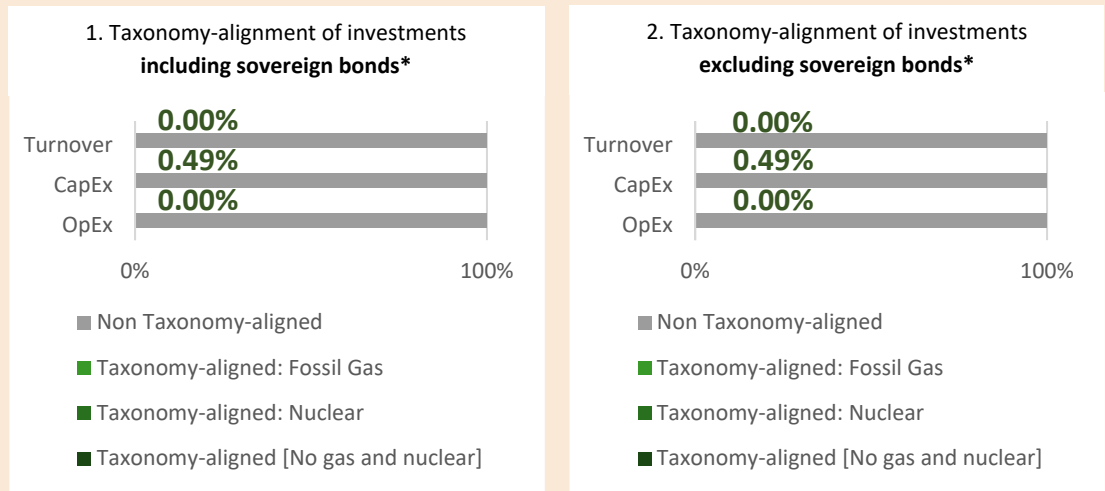 1. Taxonomy-alignment of investments
including sovereign bonds*
0.00%
Turnover
0.49%
CapEx
0.00%
OpEx
0% 100%
Non Taxonomy-aligned
Taxonomy-aligned: Fossil Gas
Taxonomy-aligned: Nuclear
Taxonomy-aligned [No gas and nuclear]
2. Taxonomy-alignment of investments
excluding sovereign bonds*
0.00%
Turnover
0.49%
CapEx
0.00%
OpEx
0% 100%
Non Taxonomy-aligned
Taxonomy-aligned: Fossil Gas
Taxonomy-aligned: Nuclear
Taxonomy-aligned [No gas and nuclear]